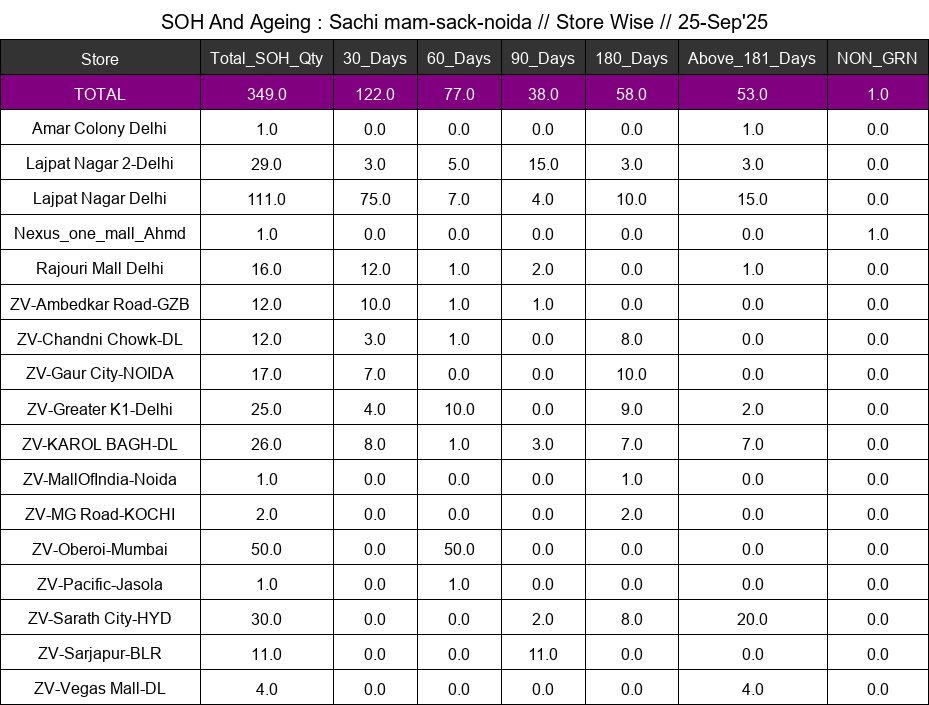 SOH And Ageing : Sachi mam-sack-noida // Store Wise // 25-Sep'25
Store Total_SOH_Qty 30_Days 60_Days 90_Days 180_Days Above_181_Days NON_GRN
TOTAL 349.0 122.0 77.0 38.0 58.0 53.0 1.0
Amar Colony Delhi 1.0 0.0 0.0 0.0 0.0 1.0 0.0
Lajpat Nagar 2-Delhi 29.0 3.0 5.0 15.0 3.0 3.0 0.0
Lajpat Nagar Delhi 111.0 75.0 7.0 4.0 10.0 15.0 0.0
Nexus_one_mall_Ahmd 1.0 0.0 0.0 0.0 0.0 0.0 1.0
Rajouri Mall Delhi 16.0 12.0 1.0 2.0 0.0 1.0 0.0
ZV-Ambedkar Road-GZB 12.0 10.0 1.0 1.0 0.0 0.0 0.0
ZV-Chandni Chowk-DL 12.0 3.0 1.0 0.0 8.0 0.0 0.0
ZV-Gaur City-NOIDA 17.0 7.0 0.0 0.0 10.0 0.0 0.0
ZV-Greater K1-Delhi 25.0 4.0 10.0 0.0 9.0 2.0 0.0
ZV-KAROL BAGH-DL 26.0 8.0 1.0 3.0 7.0 7.0 0.0
ZV-MallOfIndia-Noida 1.0 0.0 0.0 0.0 1.0 0.0 0.0
ZV-MG Road-KOCHI 2.0 0.0 0.0 0.0 2.0 0.0 0.0
ZV-Oberoi-Mumbai 50.0 0.0 50.0 0.0 0.0 0.0 0.0
ZV-Pacific-Jasola 1.0 0.0 1.0 0.0 0.0 0.0 0.0
ZV-Sarath City-HYD 30.0 0.0 0.0 2.0 8.0 20.0 0.0
ZV-Sarjapur-BLR 11.0 0.0 0.0 11.0 0.0 0.0 0.0
ZV-Vegas Mall-DL 4.0 0.0 0.0 0.0 0.0 4.0 0.0